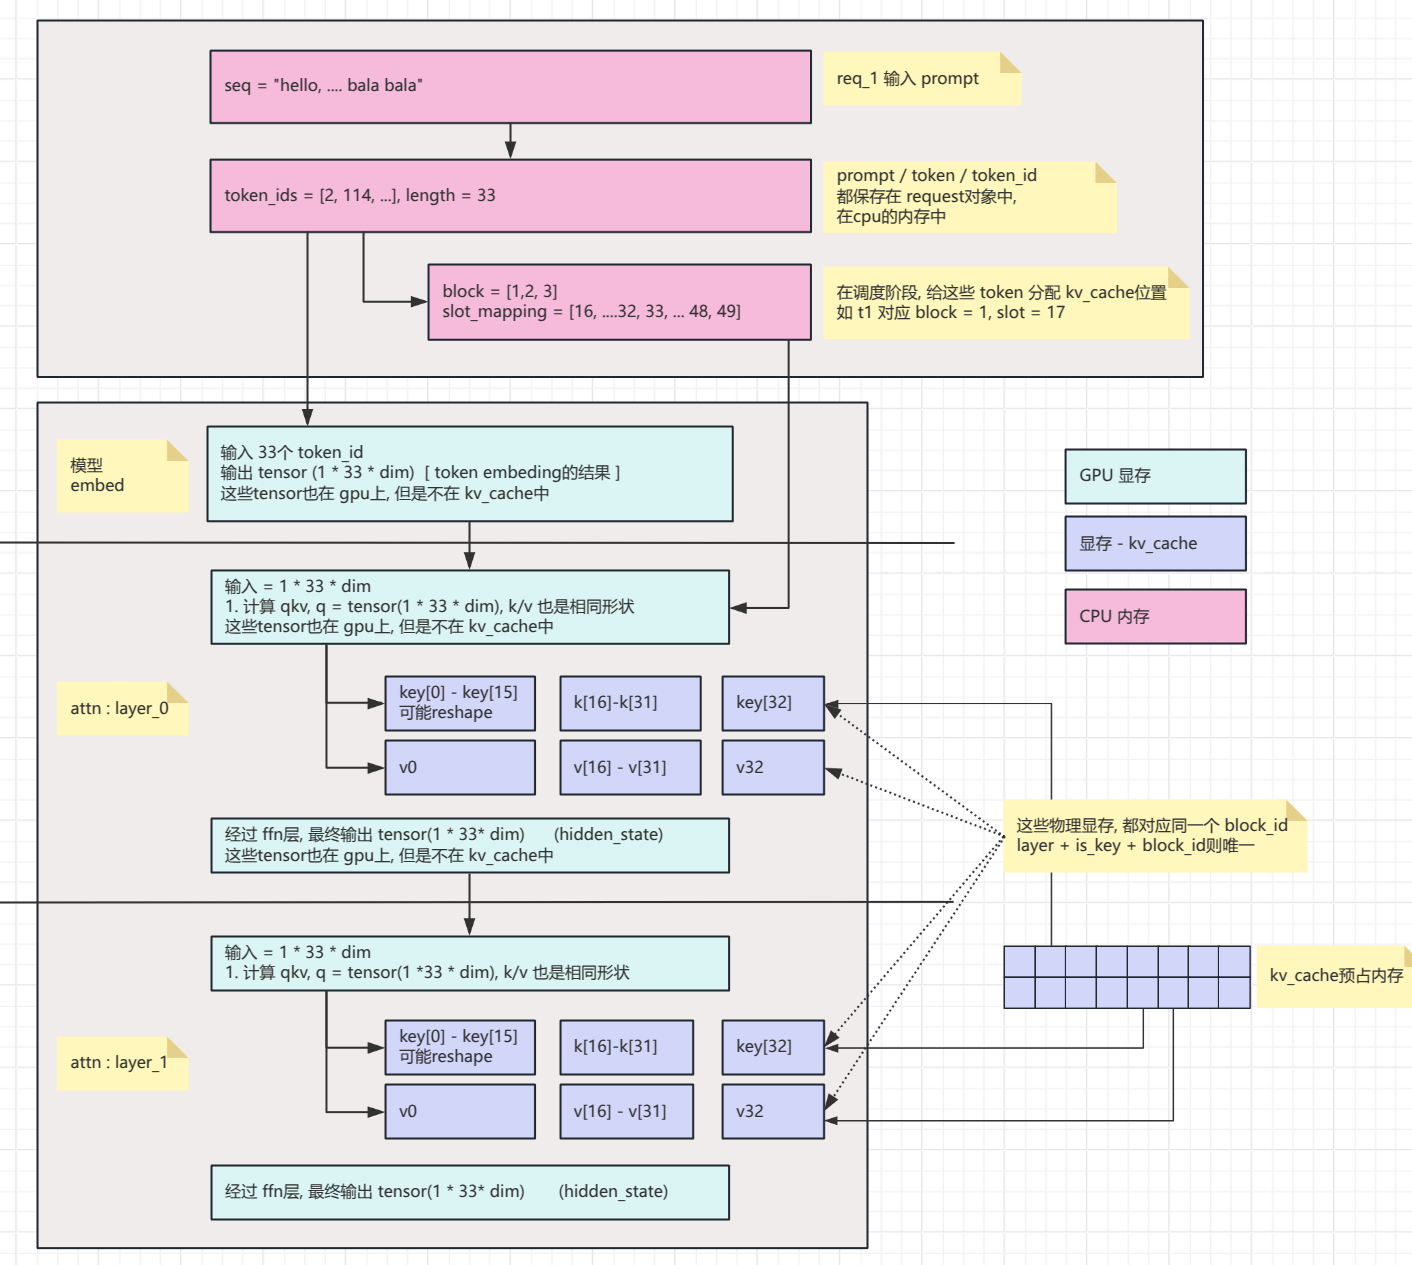 seq = "hello, .... bala bala"
req_1 输入 prompt
token_ids = [2, 114, ...], length = 33
prompt / token / token_id
都保存在 request对象中,
在cpu的内存中
block = [1,2, 3]
slot_mapping = [16, ....32, 33, ... 48, 49]
在调度阶段, 给这些 token 分配 kv_cache位置
如 t1 对应 block = 1, slot = 17
模型
embed
输入 33个 token_id
输出 tensor (1 * 33 * dim)  [ token embeding的结果 ]
这些tensor也在 gpu上, 但是不在 kv_cache中
GPU 显存
显存 - kv_cache
CPU 内存
输入 = 1 * 33 * dim
1. 计算 qkv, q = tensor(1 * 33 * dim), k/v 也是相同形状
这些tensor也在 gpu上, 但是不在 kv_cache中
attn : layer_0
key[0] - key[15]
可能reshape
k[16]-k[31]
key[32]
v0
v[16] - v[31]
v32
经过 ffn层, 最终输出 tensor(1 * 33* dim)      (hidden_state)
这些tensor也在 gpu上, 但是不在 kv_cache中
这些物理显存, 都对应同一个 block_id
layer + is_key + block_id则唯一
输入 = 1 * 33 * dim
1. 计算 qkv, q = tensor(1 *33 * dim), k/v 也是相同形状
kv_cache预占内存
attn : layer_1
key[0] - key[15]
可能reshape
k[16]-k[31]
key[32]
v0
v[16] - v[31]
v32
经过 ffn层, 最终输出 tensor(1 * 33* dim)       (hidden_state)